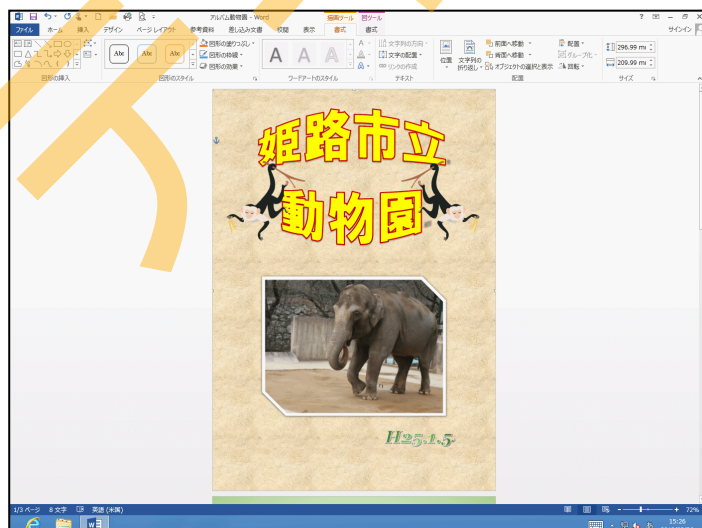 アルバム動物園 - Word
描画ツール 図ツール
サインイン
ファイル ホーム 挿入 デザイン ページ レイアウト 参考資料 差し込み文書 校閲 表示 書式 書式
Abc Abc Abc
図形の塗りつぶし
図形の枠線
図形の効果
A A A
文字列の方向
文字の配置
リンクの作成
位置 文字列の折り返し
前面へ移動
背面へ移動
オブジェクトの選択と表示
配置
グループ化
回転
296.99 mi
209.99 mi
図形の挿入 図形のスタイル ワードアートのスタイル テキスト 配置 サイズ
姫路市立
動物園
H25.1.5
1/3 ページ 8 文字 英語 (米国) 72%
15:26